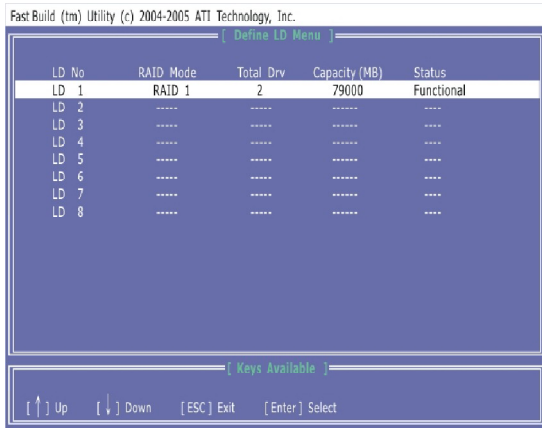 Fast Build (tm) Utility (c) 2004-2005 ATI Technology, Inc.
[ Define LD Menu ]
LD No RAID Mode Total Drv Capacity (MB) Status
LD 1 RAID 1 2 79000 Functional
LD 2 ----- ----- ------ ----
LD 3 ----- ----- ------ ----
LD 4 ----- ----- ------ ----
LD 5 ----- ----- ------ ----
LD 6 ----- ----- ------ ----
LD 7 ----- ----- ------ ----
LD 8 ----- ----- ------ ----
[ Keys Available ]
[ ↑ ] Up [ ↓ ] Down [ ESC ] Exit [ Enter ] Select